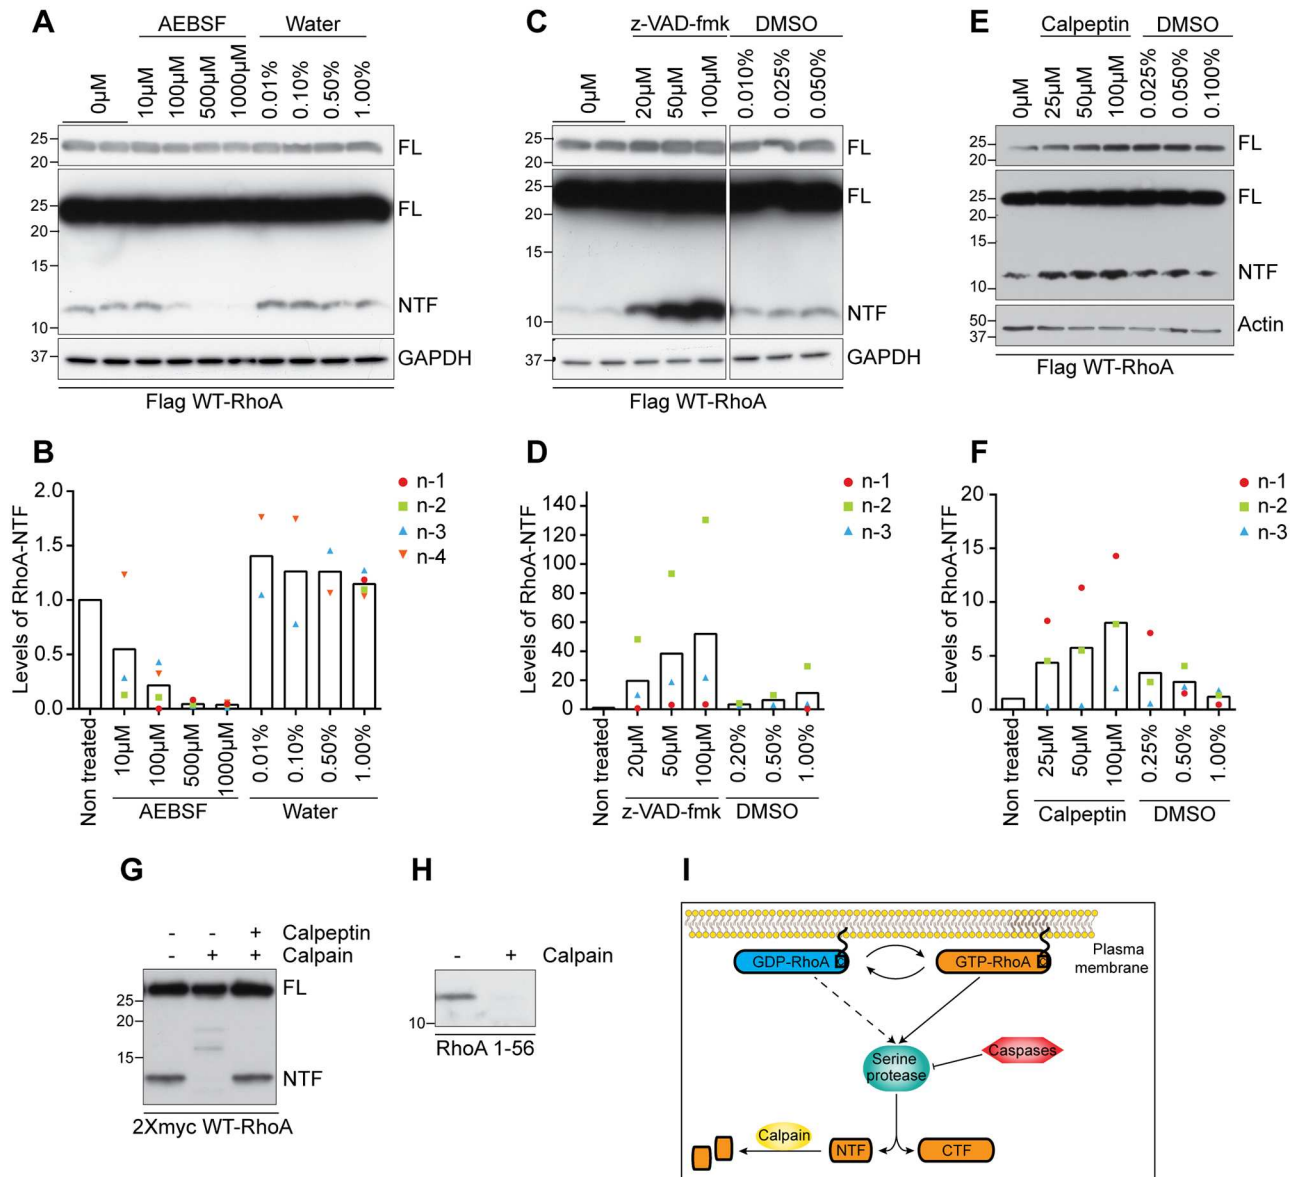 A
AEBSF
Water
0µM
10µM
100µM
500µM
1000µM
0.01%
0.10%
0.50%
1.00%
25
20
FL
25
20
15
10
FL
NTF
37
GAPDH
Flag WT-RhoA
C
z-VAD-fmk
DMSO
0µM
20µM
50µM
100µM
0.010%
0.025%
0.050%
25
20
FL
25
20
15
10
FL
NTF
37
GAPDH
Flag WT-RhoA
E
Calpeptin
DMSO
0µM
25µM
50µM
100µM
0.025%
0.050%
0.100%
25
20
FL
25
20
15
10
FL
NTF
50
37
Actin
Flag WT-RhoA
B
Levels of RhoA-NTF
2.0
1.5
1.0
0.5
0.0
n-1
n-2
n-3
n-4
Non treated
10µM
100µM
500µM
1000µM
0.01%
0.10%
0.50%
1.00%
AEBSF
Water
D
Levels of RhoA-NTF
140
120
100
80
60
40
20
0
n-1
n-2
n-3
Non treated
20µM
50µM
100µM
0.20%
0.50%
1.00%
z-VAD-fmk
DMSO
F
Levels of RhoA-NTF
20
15
10
5
0
n-1
n-2
n-3
Non treated
25µM
50µM
100µM
0.25%
0.50%
1.00%
Calpeptin
DMSO
G
- - + Calpeptin
- + + Calpain
25
20
15
FL
NTF
2Xmyc WT-RhoA
H
- + Calpain
10
RhoA 1-56
I
GDP-RhoA
GTP-RhoA
Plasma
membrane
Serine
protease
Caspases
Calpain
NTF
CTF